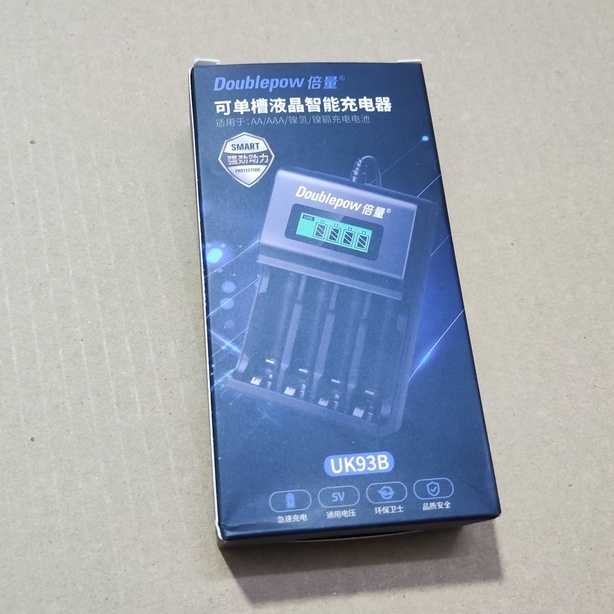 Doublepow 倍量®
可单槽液晶智能充电器
适用于:AA/AAA/镍氢/镍镉充电电池
SMART
强劲动力
PROTECTION
Doublepow 倍量®
UK93B
5V
急速充电
适用电压
环保卫士
品质安全